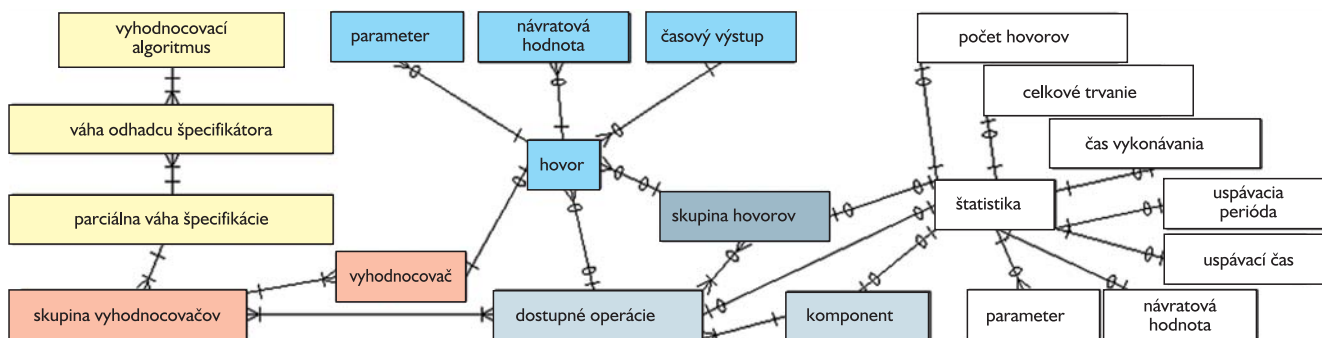 vyhodnocovací
algoritmus
váha odhadcu špecifikátora
parciálna váha špecifikácie
skupina vyhodnocovačov
vyhodnocovač
parameter
návratová
hodnota
časový výstup
hovor
skupina hovorov
dostupné operácie
komponent
počet hovorov
celkové trvanie
čas vykonávania
štatistika
uspávacia
perióda
uspávací čas
parameter
návratová
hodnota